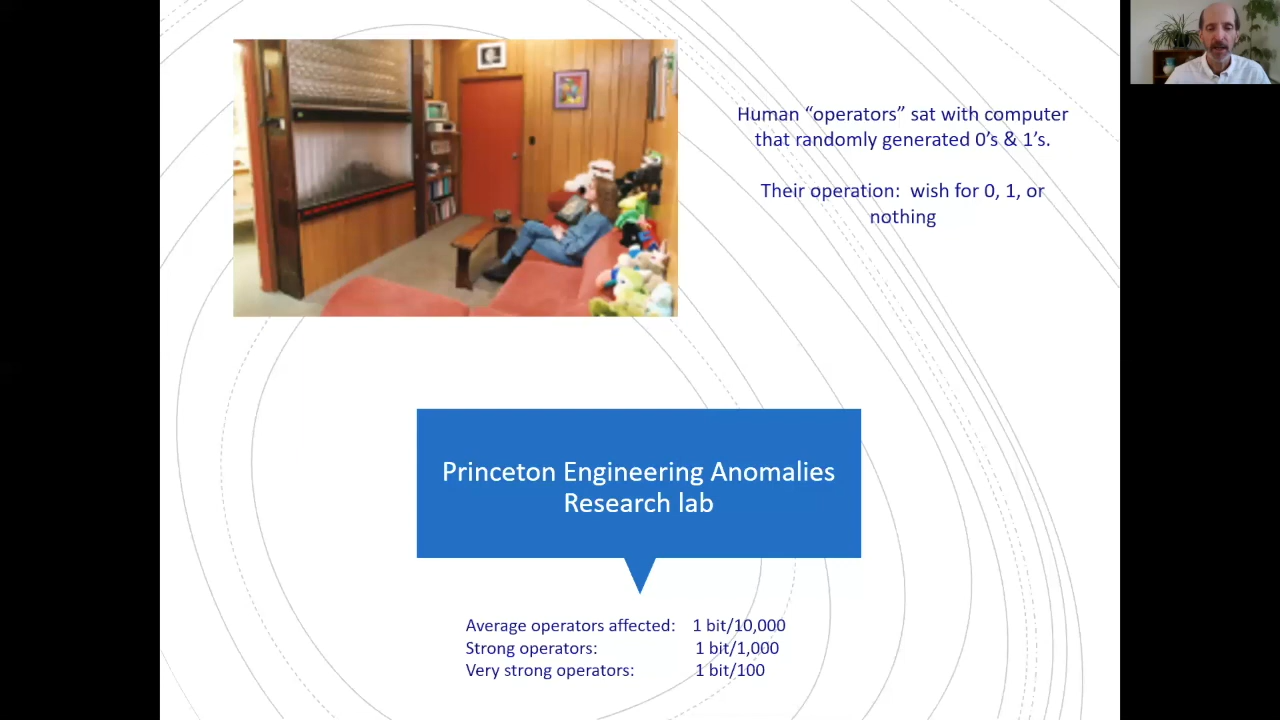 Human “operators” sat with computer
that randomly generated 0’s & 1’s.
Their operation:  wish for 0, 1, or
nothing
Princeton Engineering Anomalies
Research lab
Average operators affected: 1 bit/10,000
Strong operators: 1 bit/1,000
Very strong operators: 1 bit/100